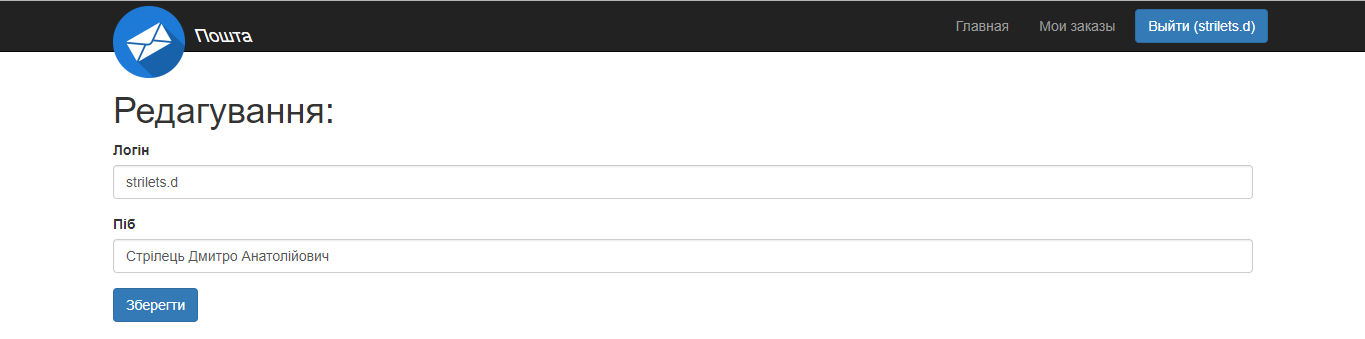 Пошта
Главная Мои заказы Выйти (strilets.d)
Редагування:
Логін
strilets.d
Піб
Стрілець Дмитро Анатолійович
Зберегти